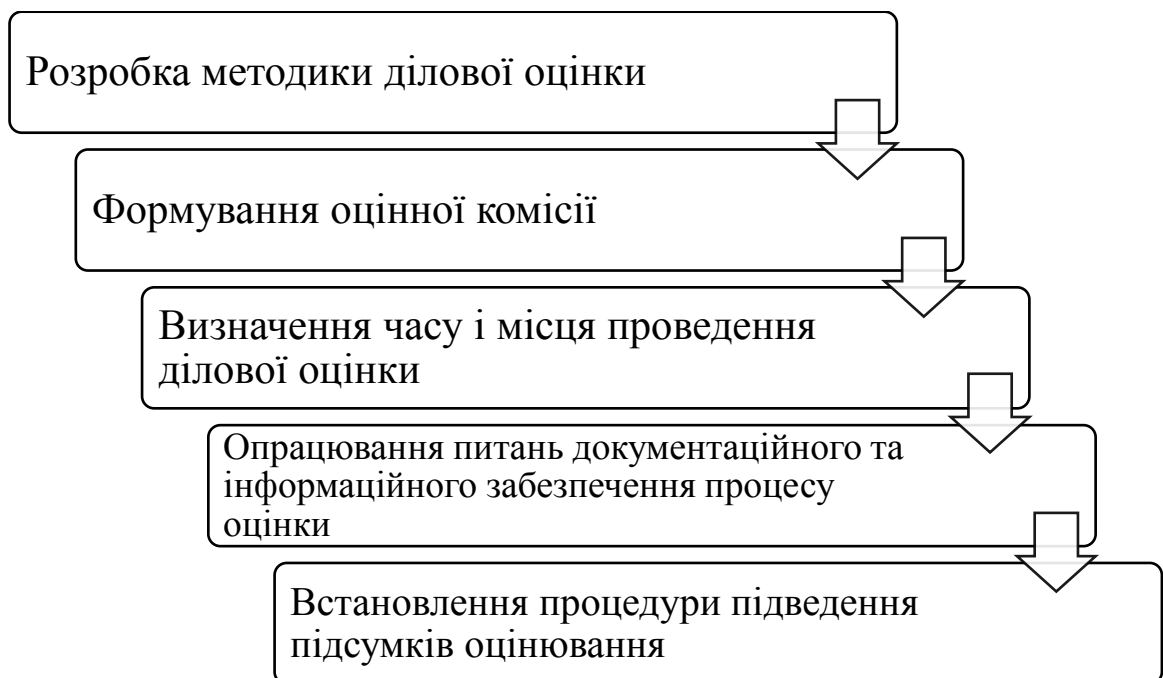 Розробка методики ділової оцінки
Формування оцінної комісії
Визначення часу і місця проведення
ділової оцінки
Опрацювання питань документаційного та
інформаційного забезпечення процесу
оцінки
Встановлення процедури підведення
підсумків оцінювання